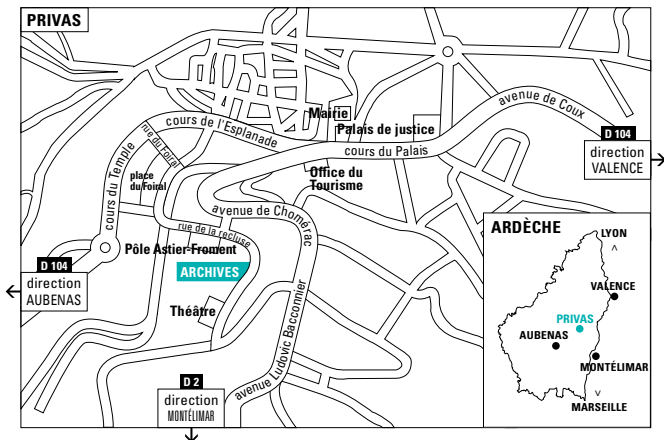 PRIVAS
avenue de Coux
Mairie
Palais de justice
cours de l'Esplanade
rue du Foiral
cours du Palais
D 104
direction
VALENCE
place
du Foiral
Office du
Tourisme
cours du Temple
avenue de Chomérac
rue de la recluse
Pôle Astier-Froment
ARCHIVES
D 104
direction
AUBENAS
Théâtre
avenue Ludovic Bacconnier
D 2
direction
MONTÉLIMAR
ARDÈCHE
LYON
VALENCE
PRIVAS
AUBENAS
MONTÉLIMAR
MARSEILLE